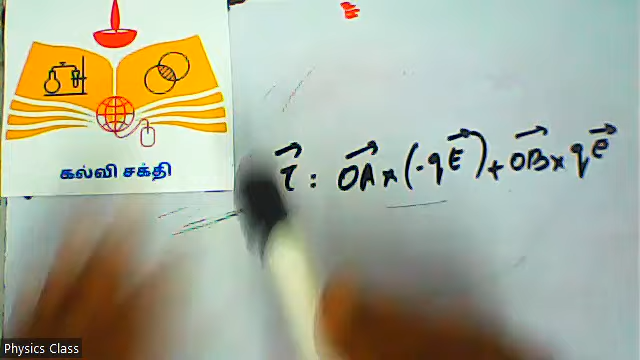 கல்வி சக்தி
τ⃗ : OA⃗ × (-qE⃗) + OB⃗ × qE⃗
Physics Class